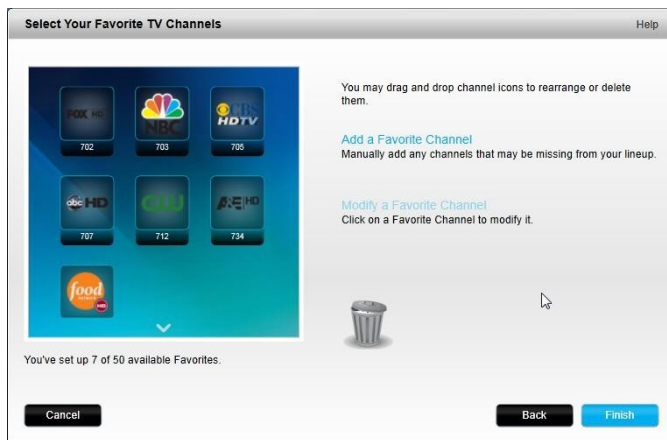 Select Your Favorite TV Channels
Help
You may drag and drop channel icons to rearrange or delete
them.
Add a Favorite Channel
Manually add any channels that may be missing from your lineup.
Modify a Favorite Channel
Click on a Favorite Channel to modify it.
FOX HD
NBC
CBS
HDTV
702
703
705
abc HD
CW
A&E HD
707
712
734
food
NETWORK
HD
You've set up 7 of 50 available Favorites.
Cancel
Back
Finish